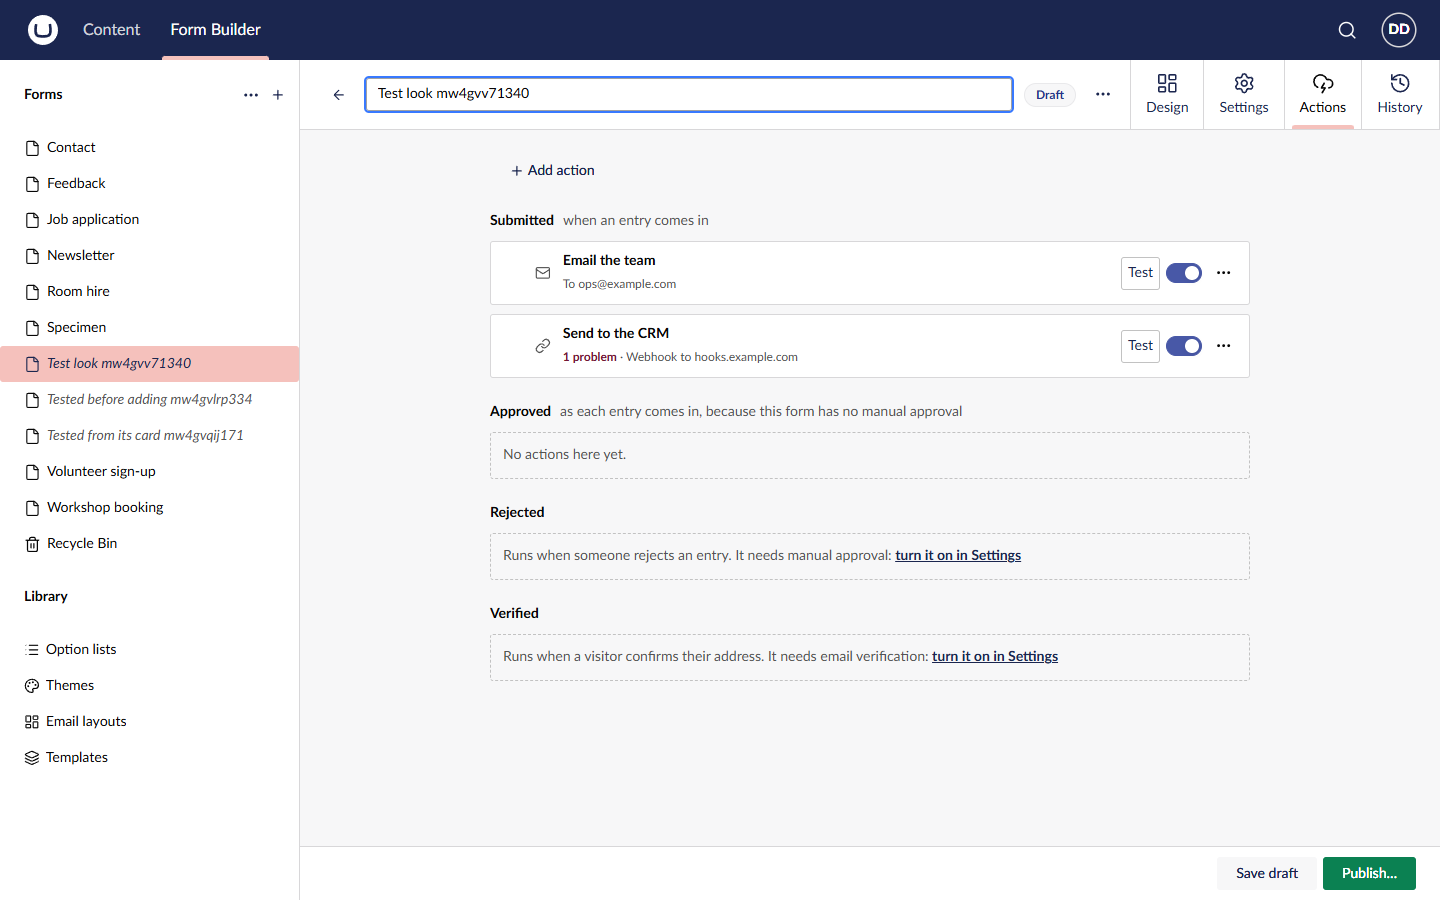 Content
Form Builder
DD
Forms
Contact
Feedback
Job application
Newsletter
Room hire
Specimen
Test look mw4gvv71340
Tested before adding mw4gvlrp334
Tested from its card mw4gvqij171
Volunteer sign-up
Workshop booking
Recycle Bin
Library
Option lists
Themes
Email layouts
Templates
Test look mw4gvv71340
Draft
Design
Settings
Actions
History
+ Add action
Submitted when an entry comes in
Email the team
To ops@example.com
Test
Send to the CRM
1 problem · Webhook to hooks.example.com
Test
Approved as each entry comes in, because this form has no manual approval
No actions here yet.
Rejected
Runs when someone rejects an entry. It needs manual approval: turn it on in Settings
Verified
Runs when a visitor confirms their address. It needs email verification: turn it on in Settings
Save draft
Publish...